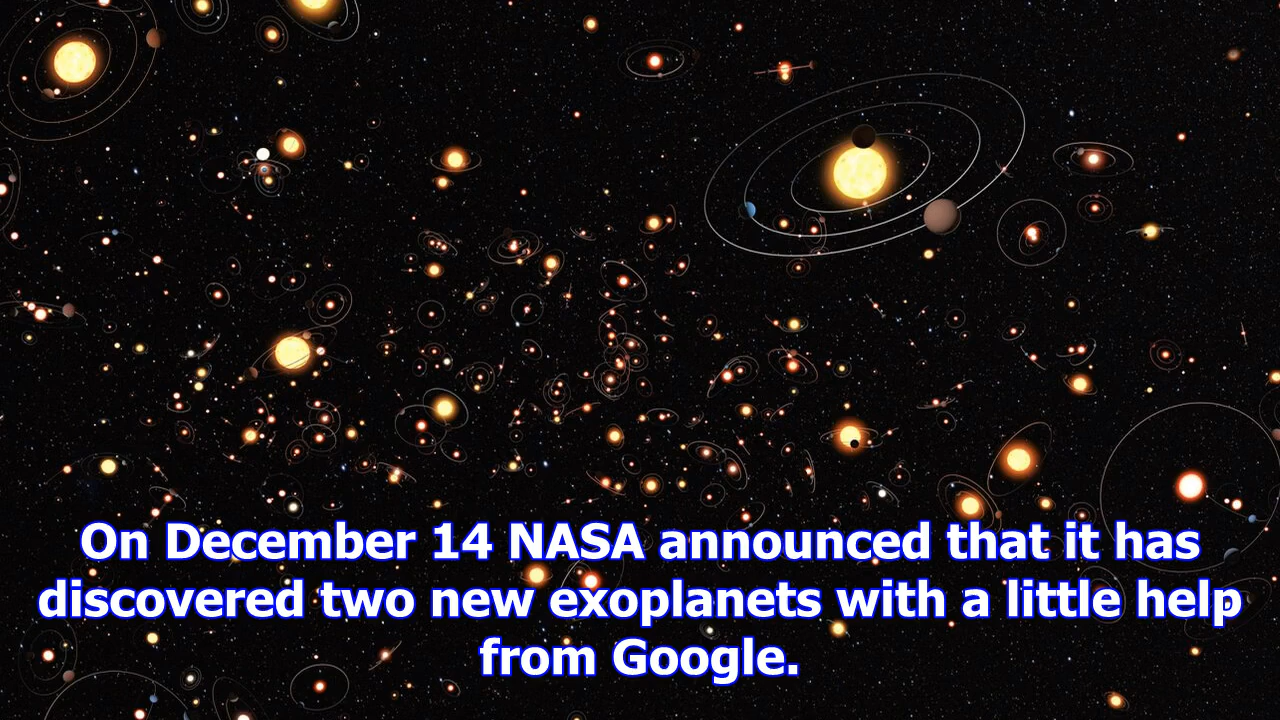 On December 14 NASA announced that it has
discovered two new exoplanets with a little help
from Google.